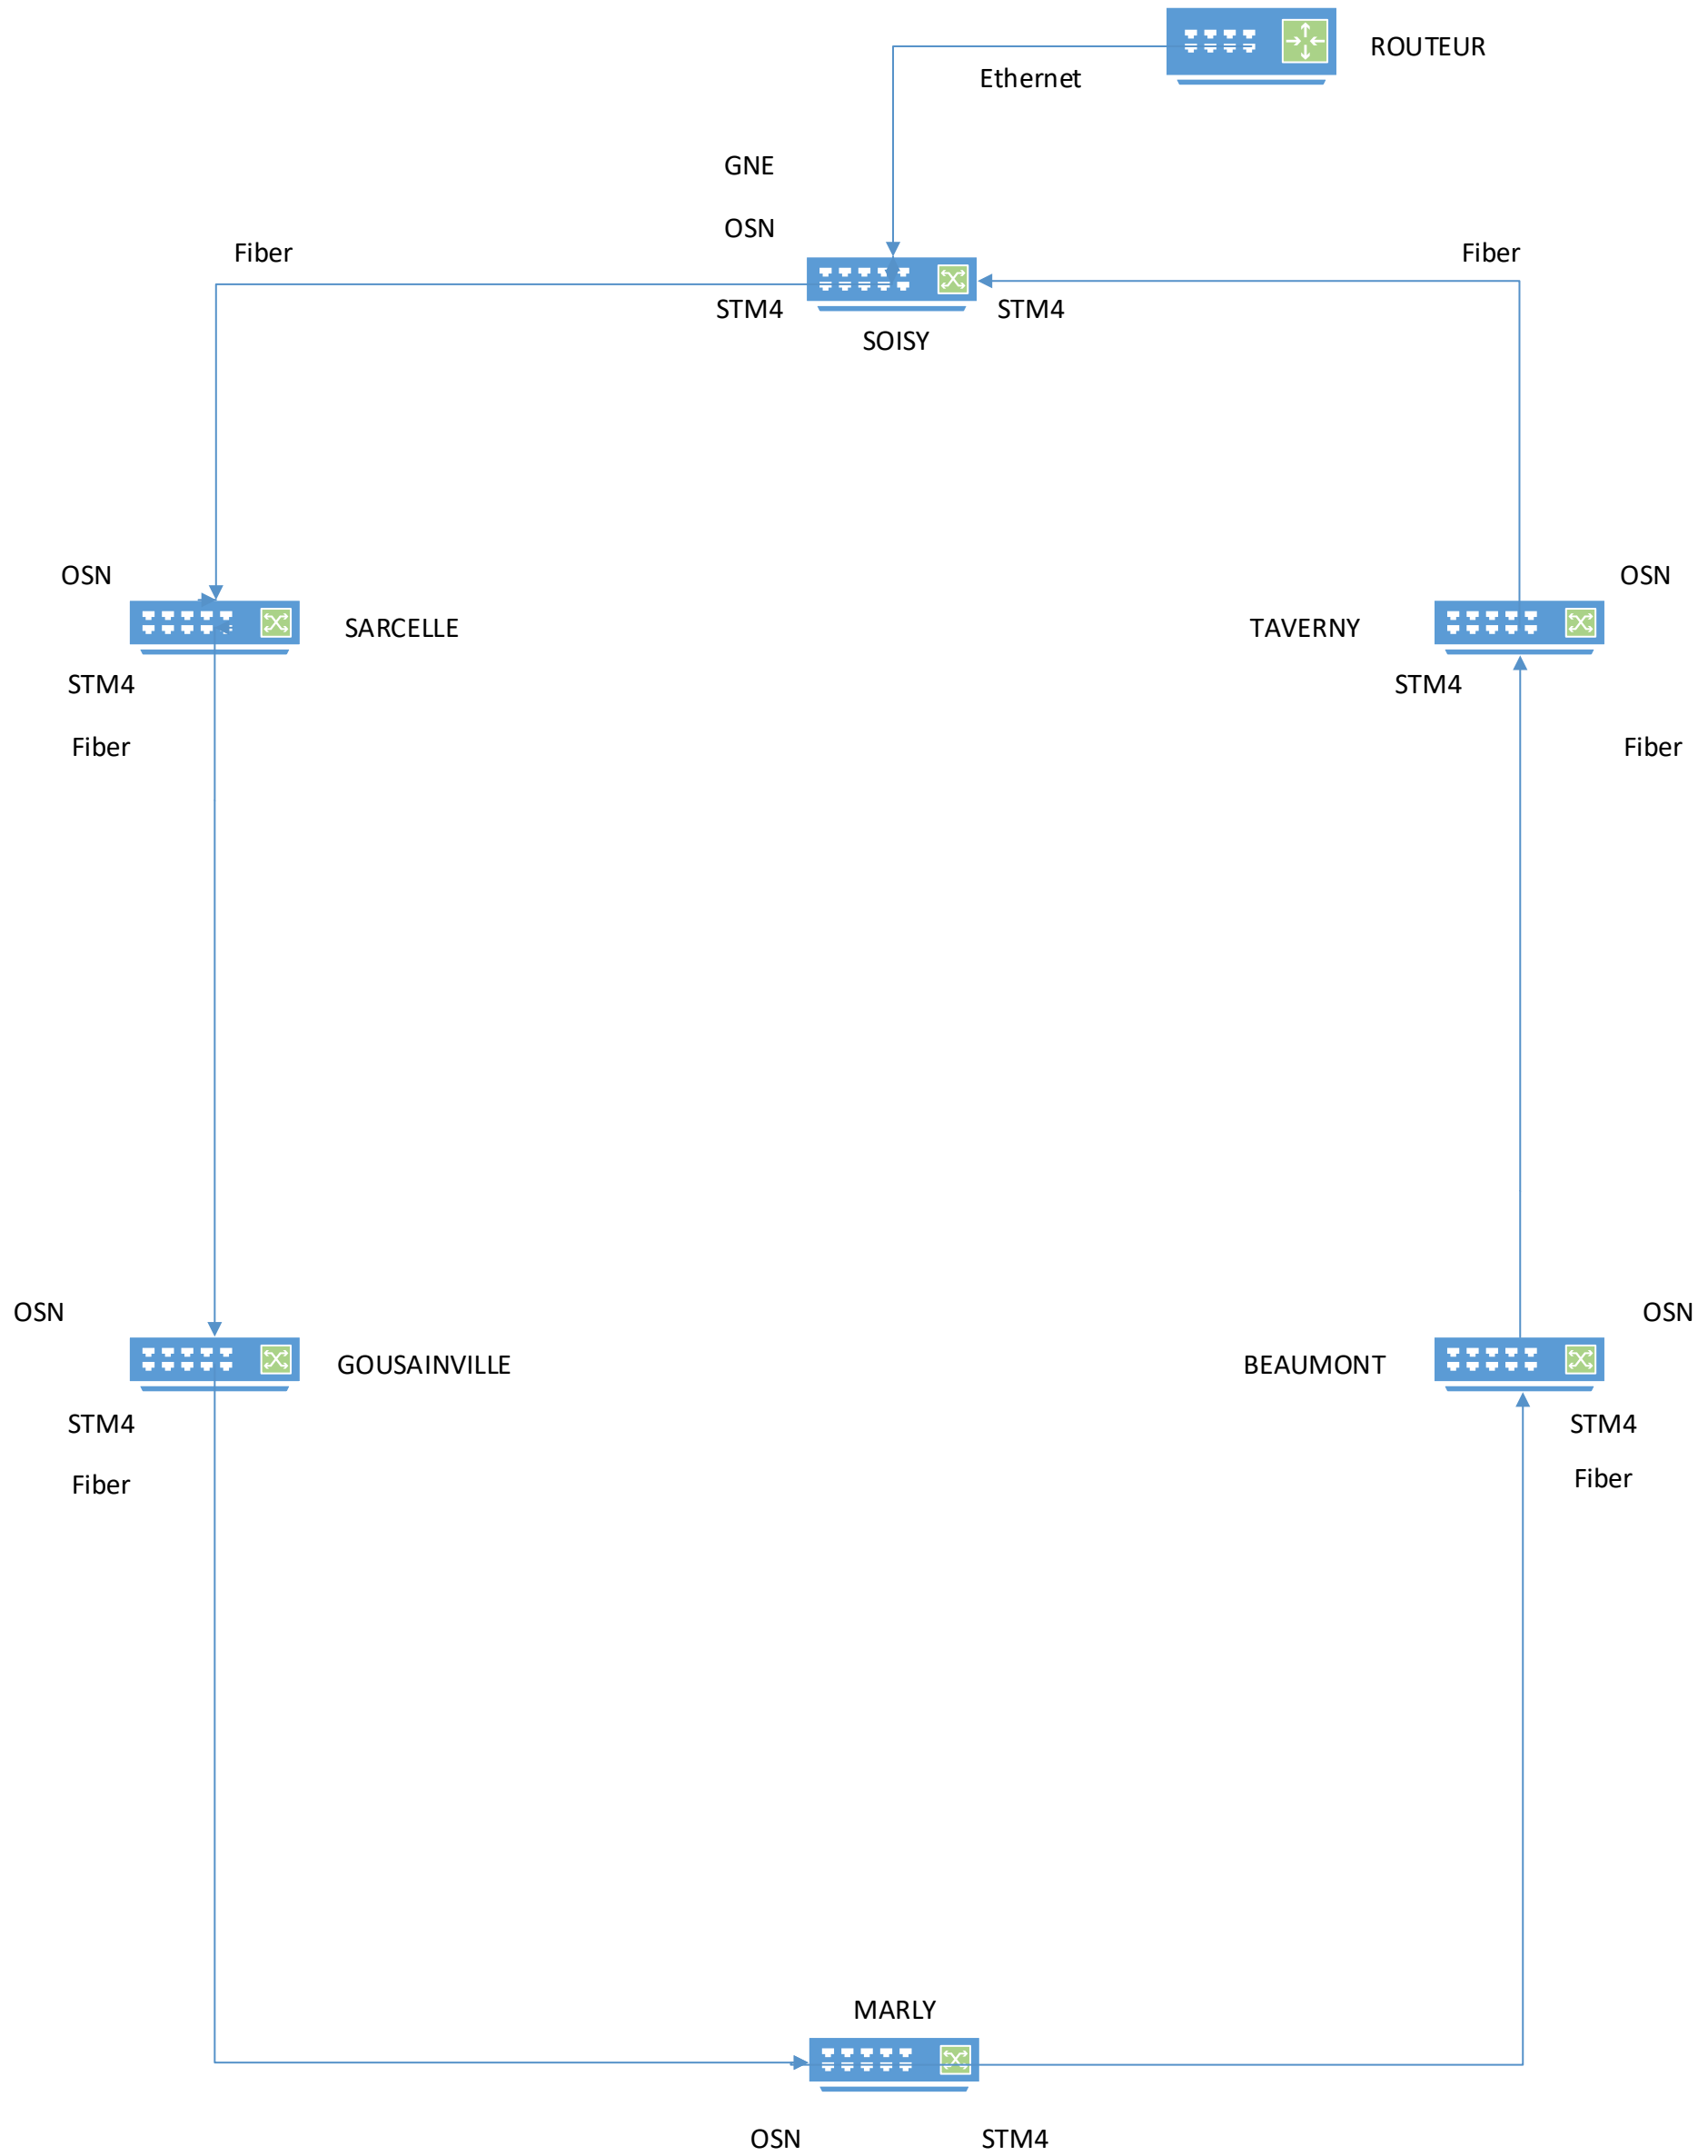 ROUTEUR
Ethernet
GNE
OSN
Fiber
Fiber
STM4
STM4
SOISY
OSN
OSN
SARCELLE
TAVERNY
STM4
STM4
Fiber
Fiber
OSN
OSN
GOUSAINVILLE
BEAUMONT
STM4
STM4
Fiber
Fiber
MARLY
OSN
STM4